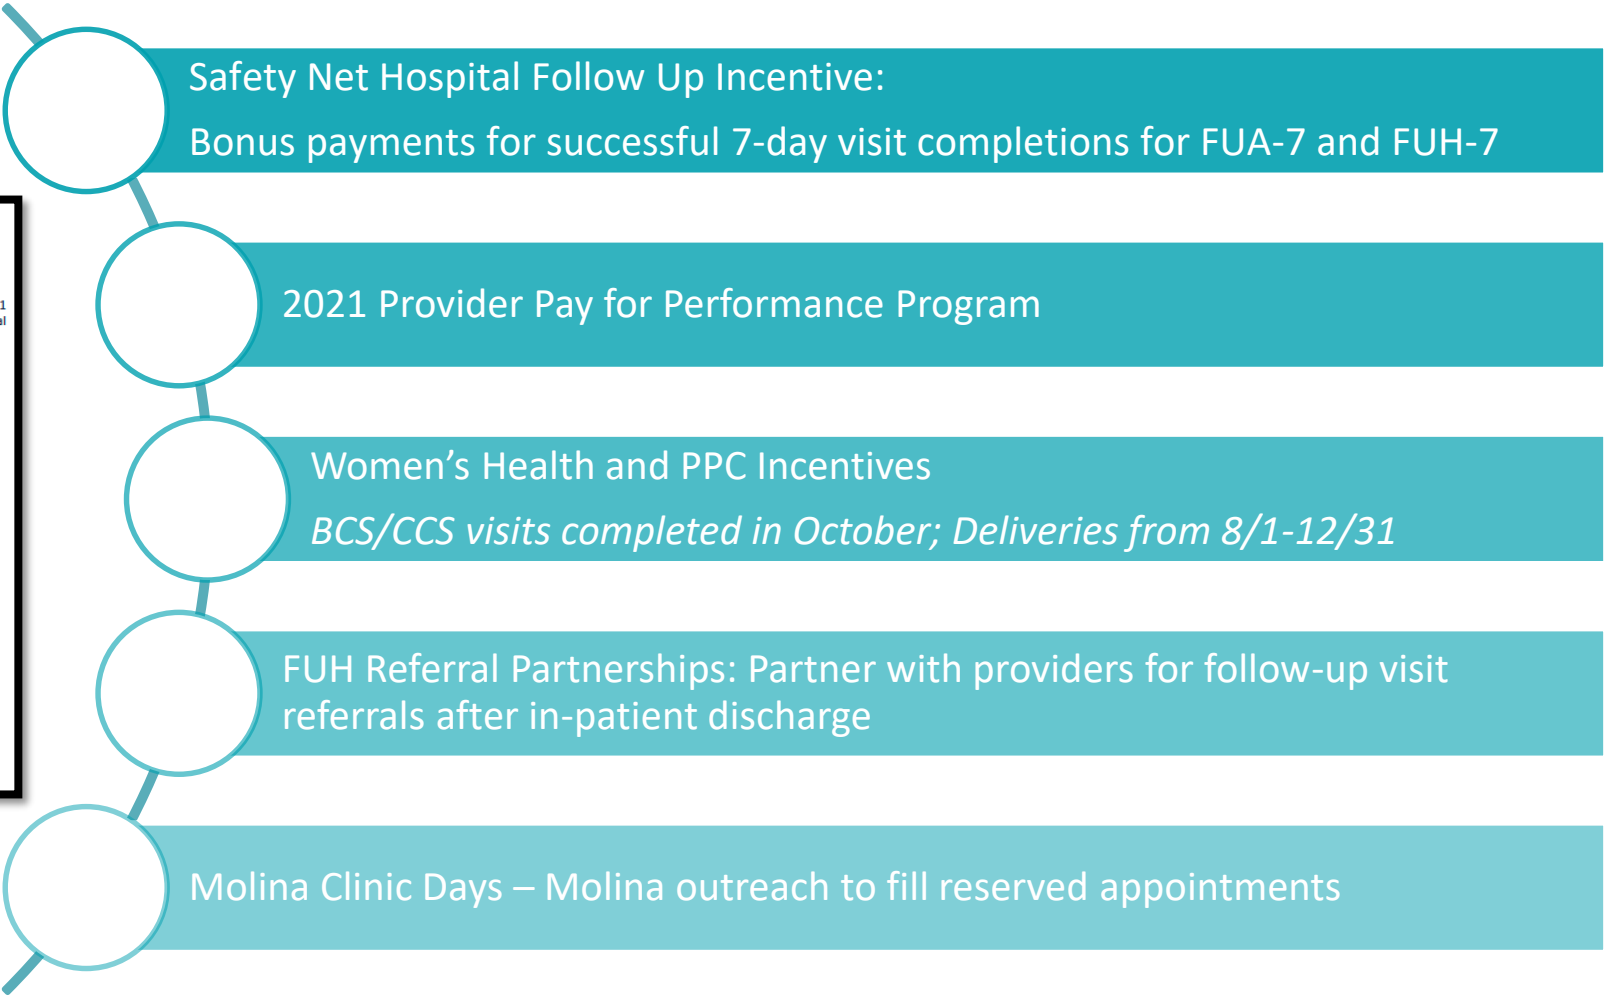 Safety Net Hospital Follow Up Incentive:
Bonus payments for successful 7-day visit completions for FUA-7 and FUH-7
1
al
2021 Provider Pay for Performance Program
Women’s Health and PPC Incentives
BCS/CCS visits completed in October; Deliveries from 8/1-12/31
FUH Referral Partnerships: Partner with providers for follow-up visit
referrals after in-patient discharge
Molina Clinic Days – Molina outreach to fill reserved appointments